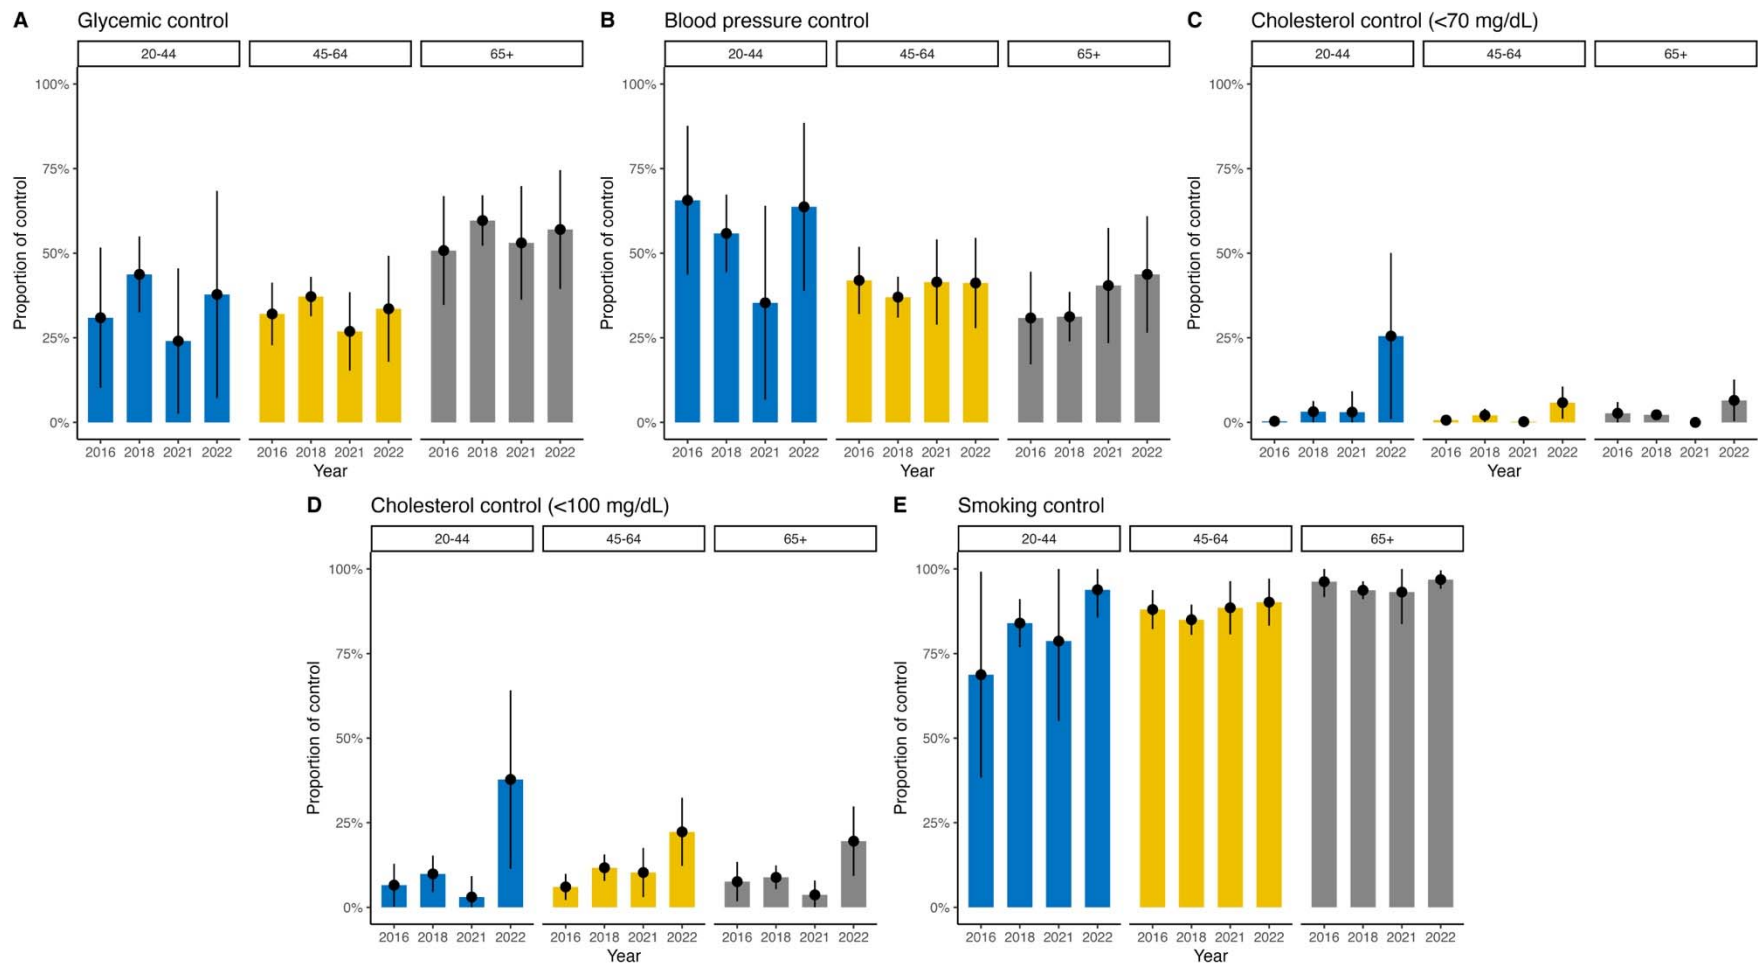 A Glycemic control
20-44 45-64 65+
100%
75%
50%
25%
0%
Proportion of control
2016 2018 2021 2022 2016 2018 2021 2022 2016 2018 2021 2022
Year
B Blood pressure control
20-44 45-64 65+
100%
75%
50%
25%
0%
Proportion of control
2016 2018 2021 2022 2016 2018 2021 2022 2016 2018 2021 2022
Year
C Cholesterol control (<70 mg/dL)
20-44 45-64 65+
100%
75%
50%
25%
0%
Proportion of control
2016 2018 2021 2022 2016 2018 2021 2022 2016 2018 2021 2022
Year
D Cholesterol control (<100 mg/dL)
20-44 45-64 65+
100%
75%
50%
25%
0%
Proportion of control
2016 2018 2021 2022 2016 2018 2021 2022 2016 2018 2021 2022
Year
E Smoking control
20-44 45-64 65+
100%
75%
50%
25%
0%
Proportion of control
2016 2018 2021 2022 2016 2018 2021 2022 2016 2018 2021 2022
Year